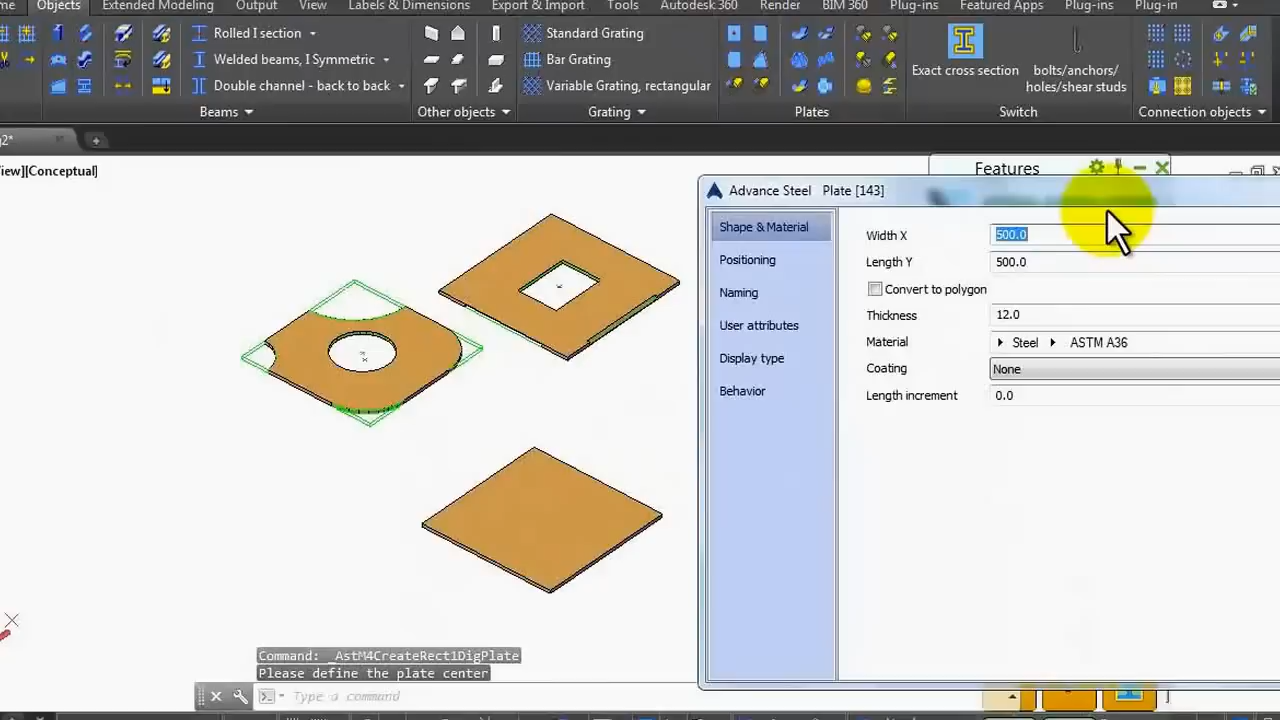 me Objects Extended Modeling Output View Labels & Dimensions Export & Import Tools Autodesk 360 Render BIM 360 Plug-ins Featured Apps Plug-ins Plug-in
Rolled I section
Welded beams, I Symmetric
Double channel - back to back
Standard Grating
Bar Grating
Variable Grating, rectangular
Exact cross section
bolts/anchors/
holes/shear studs
Beams Other objects Grating Plates Switch Connection objects
g2*
View][Conceptual]
Features
Advance Steel Plate [143]
Shape & Material
Positioning
Naming
User attributes
Display type
Behavior
Width X 500.0
Length Y 500.0
Convert to polygon
Thickness 12.0
Material Steel ASTM A36
Coating None
Length increment 0.0
Command: _AstM4CreateRect1DigPlate
Please define the plate center
Type a command